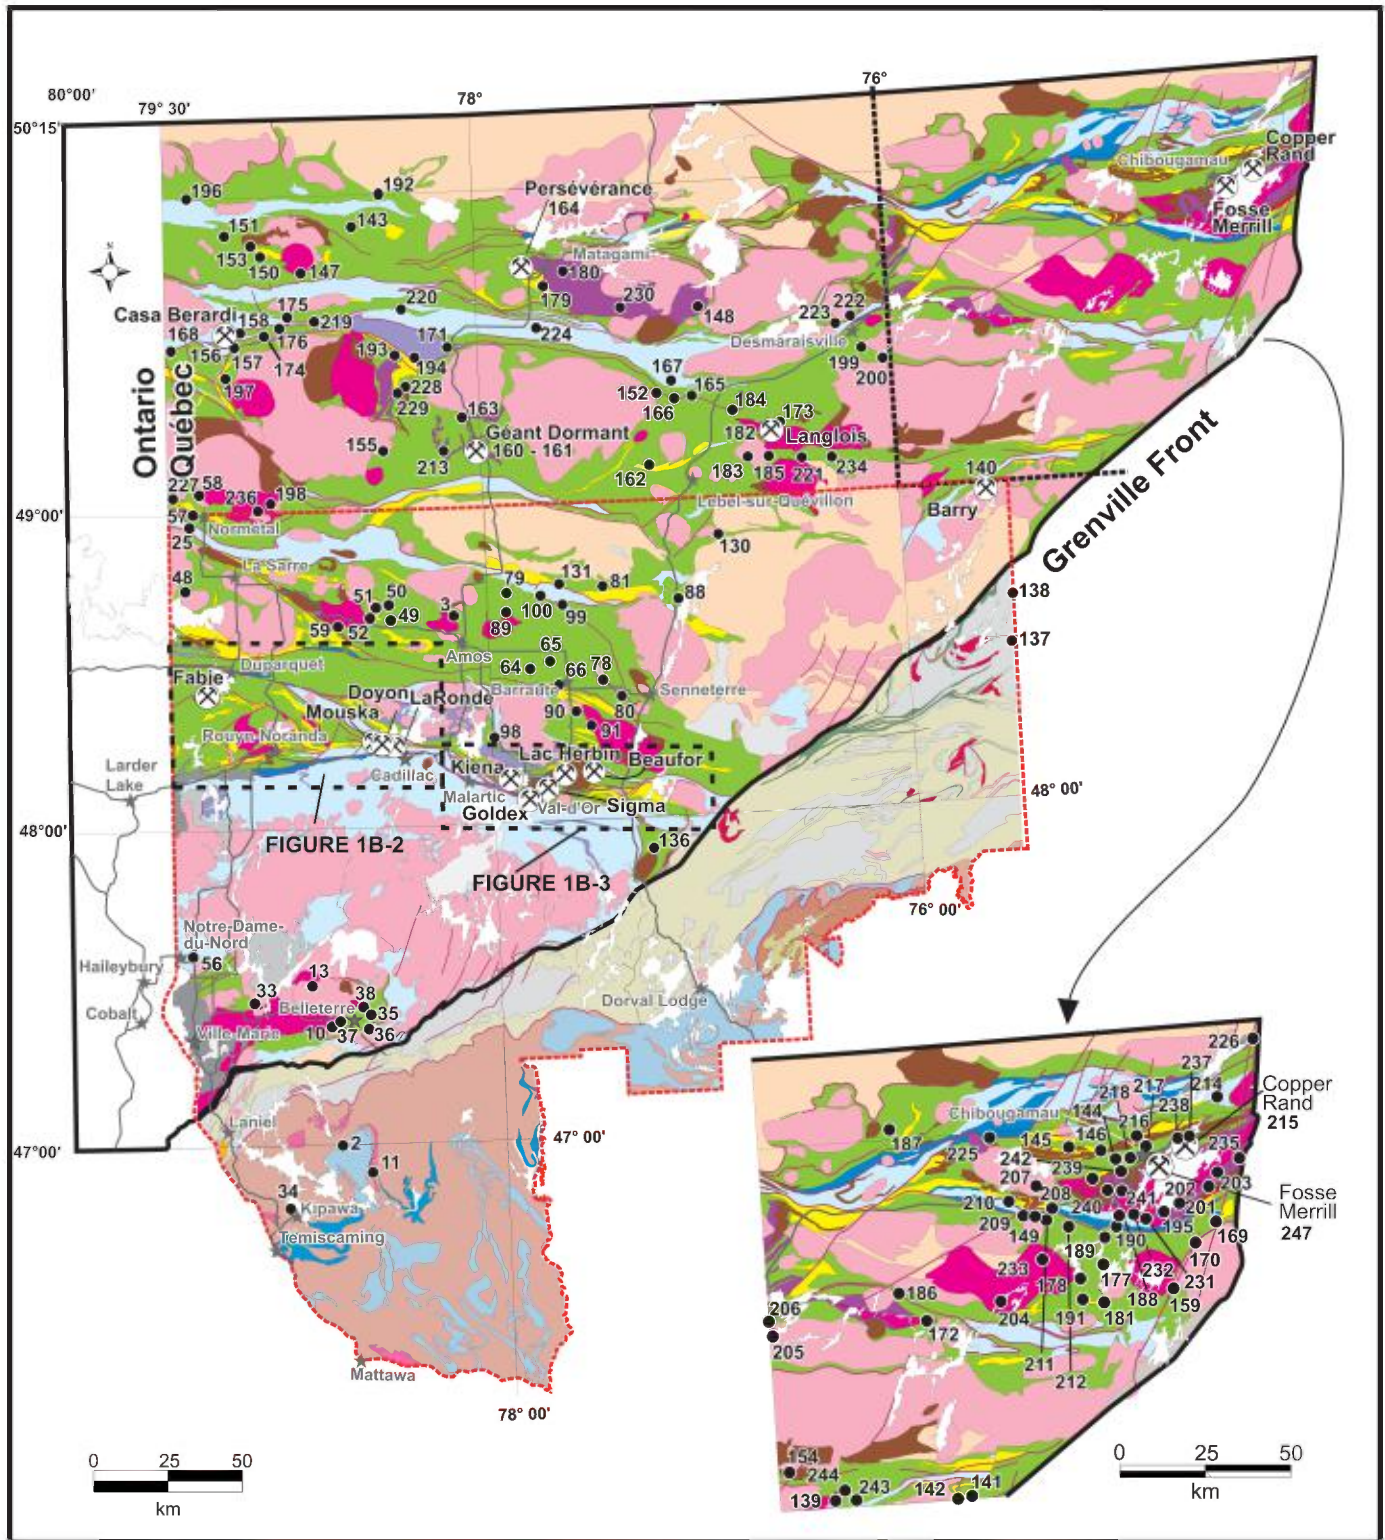 80°00'
79° 30'
78°
76°
50°15'
Copper
Rand
Chibougamau
Fosse
Merrill
196
192
Persévérance
164
151
143
153
150
147
Matagami
180
179
230
148
220
175
Casa Berardi
158
219
168
156
157
176
174
171
193
194
224
222
223
Desmaraisville
199
200
197
228
229
167
152
165
166
184
173
163
182
Langlois
Géant Dormant
160 - 161
155
213
162
183
185
221
234
Ontario
Québec
140
Barry
Lebel-sur-Quévillon
Grenville Front
227
58
236
198
49°00'
57
25
Normétal
130
La Sarre
48
51
50
49
3
79
131
81
88
100
99
89
59
52
138
137
Amos
65
64
66
78
Duparquet
Fabie
Doyon
LaRonde
Mouska
Barraute
Senneterre
90
80
91
98
Rouyn-Noranda
Lac Herbin
Beaufor
Kiena
Larder
Lake
Cadillac
Malartic
Goldex
Val-d'Or
Sigma
48° 00'
48°00'
FIGURE 1B-2
136
FIGURE 1B-3
76° 00'
Notre-Dame-
du-Nord
56
Haileybury
13
33
38
Belleterre
35
Cobalt
10
37
36
Ville-Marie
Dorval Lodge
Laniel
2
47° 00'
47°00'
11
34
Kipawa
Témiscaming
Mattawa
78° 00'
226
237
Copper
Rand
215
218
217
214
Chibougamau
144
238
187
216
145
146
235
225
242
239
207
203
Fosse
Merrill
247
210
208
241
202
240
201
209
195
149
190
169
189
170
233
178
177
232
231
186
188
159
206
204
191
181
172
205
211
212
154
244
243
142
141
139
0 25 50
km
0 25 50
km